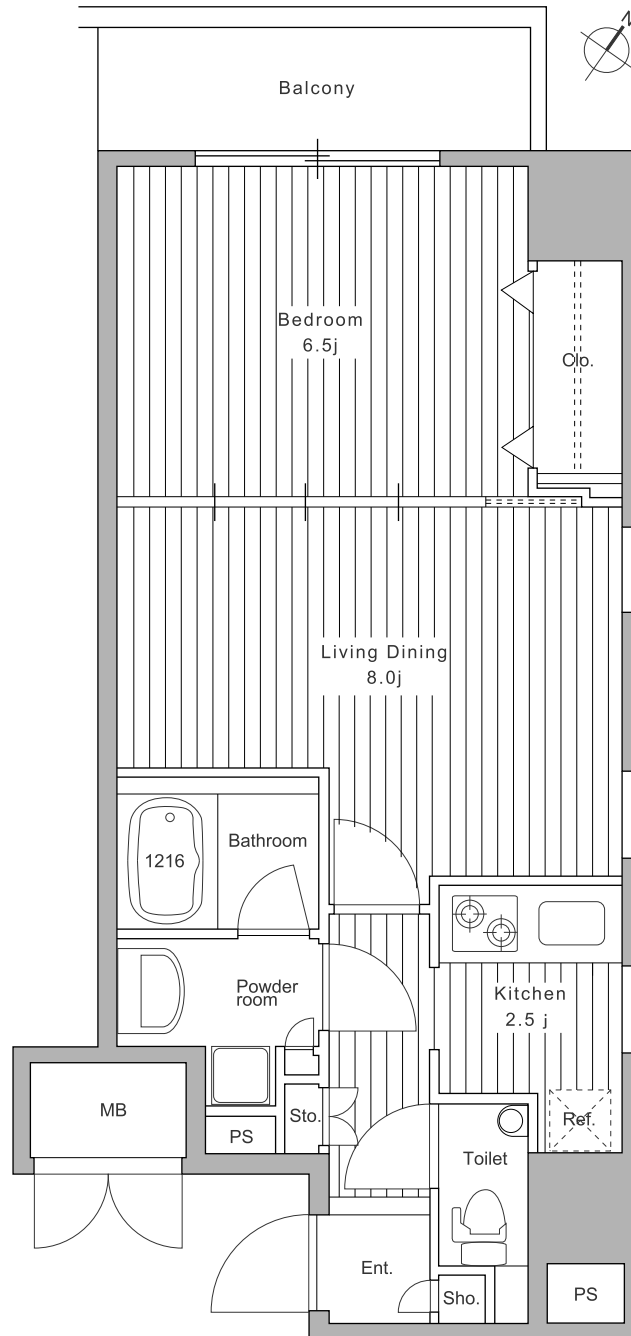 N
Balcony
Bedroom
6.5j
Clo.
Living Dining
8.0j
Bathroom
1216
Powder
room
Kitchen
2.5 j
MB
Sto.
Ref.
PS
Toilet
Ent.
Sho.
PS